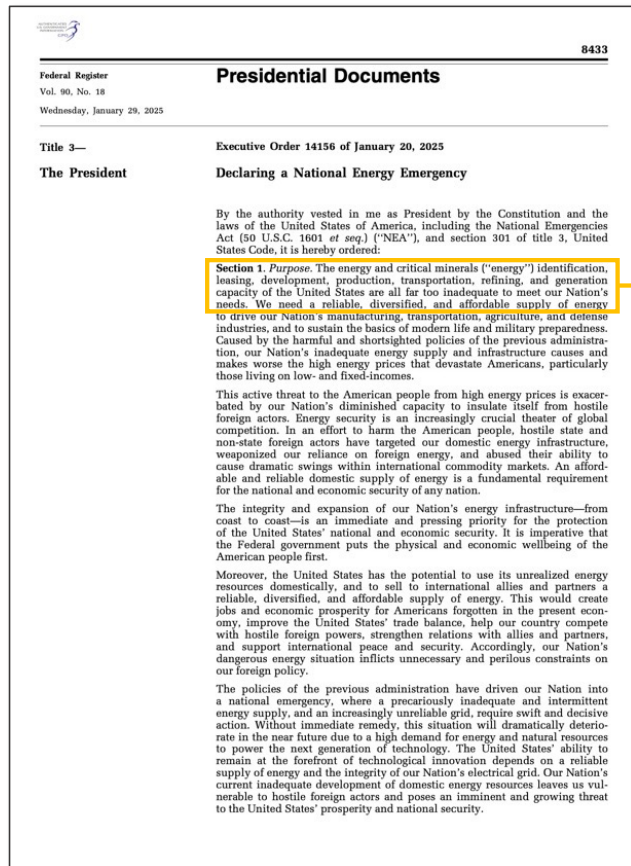 AUTHENTICATED
U.S. GOVERNMENT
INFORMATION
GPO
8433
Federal Register
Vol. 90, No. 18
Wednesday, January 29, 2025
Presidential Documents
Title 3—
The President
Executive Order 14156 of January 20, 2025
Declaring a National Energy Emergency
By the authority vested in me as President by the Constitution and the
laws of the United States of America, including the National Emergencies
Act (50 U.S.C. 1601 et seq.) (‘‘NEA’’), and section 301 of title 3, United
States Code, it is hereby ordered:
Section 1. Purpose. The energy and critical minerals (‘‘energy’’) identification,
leasing, development, production, transportation, refining, and generation
capacity of the United States are all far too inadequate to meet our Nation’s
needs. We need a reliable, diversified, and affordable supply of energy
to drive our Nation’s manufacturing, transportation, agriculture, and defense
industries, and to sustain the basics of modern life and military preparedness.
Caused by the harmful and shortsighted policies of the previous administra-
tion, our Nation’s inadequate energy supply and infrastructure causes and
makes worse the high energy prices that devastate Americans, particularly
those living on low- and fixed-incomes.
This active threat to the American people from high energy prices is exacer-
bated by our Nation’s diminished capacity to insulate itself from hostile
foreign actors. Energy security is an increasingly crucial theater of global
competition. In an effort to harm the American people, hostile state and
non-state foreign actors have targeted our domestic energy infrastructure,
weaponized our reliance on foreign energy, and abused their ability to
cause dramatic swings within international commodity markets. An afford-
able and reliable domestic supply of energy is a fundamental requirement
for the national and economic security of any nation.
The integrity and expansion of our Nation’s energy infrastructure—from
coast to coast—is an immediate and pressing priority for the protection
of the United States’ national and economic security. It is imperative that
the Federal government puts the physical and economic wellbeing of the
American people first.
Moreover, the United States has the potential to use its unrealized energy
resources domestically, and to sell to international allies and partners a
reliable, diversified, and affordable supply of energy. This would create
jobs and economic prosperity for Americans forgotten in the present econ-
omy, improve the United States’ trade balance, help our country compete
with hostile foreign powers, strengthen relations with allies and partners,
and support international peace and security. Accordingly, our Nation’s
dangerous energy situation inflicts unnecessary and perilous constraints on
our foreign policy.
The policies of the previous administration have driven our Nation into
a national emergency, where a precariously inadequate and intermittent
energy supply, and an increasingly unreliable grid, require swift and decisive
action. Without immediate remedy, this situation will dramatically deterio-
rate in the near future due to a high demand for energy and natural resources
to power the next generation of technology. The United States’ ability to
remain at the forefront of technological innovation depends on a reliable
supply of energy and the integrity of our Nation’s electrical grid. Our Nation’s
current inadequate development of domestic energy resources leaves us vul-
nerable to hostile foreign actors and poses an imminent and growing threat
to the United States’ prosperity and national security.